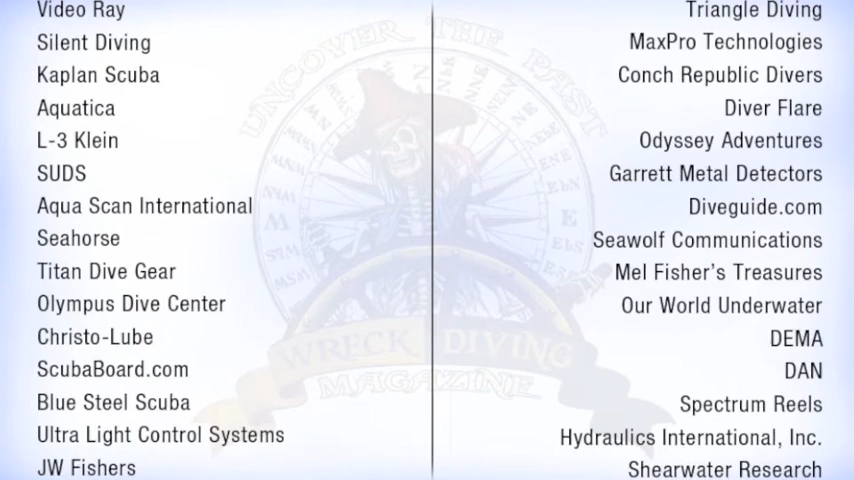 Video Ray
Silent Diving
Kaplan Scuba
Aquatica
L-3 Klein
SUDS
Aqua Scan International
Seahorse
Titan Dive Gear
Olympus Dive Center
Christo-Lube
ScubaBoard.com
Blue Steel Scuba
Ultra Light Control Systems
JW Fishers
Triangle Diving
MaxPro Technologies
Conch Republic Divers
Diver Flare
Odyssey Adventures
Garrett Metal Detectors
Diveguide.com
Seawolf Communications
Mel Fisher's Treasures
Our World Underwater
DEMA
DAN
Spectrum Reels
Hydraulics International, Inc.
Shearwater Research
UNCOVER THE PAST
WRECK DIVING
MAGAZINE